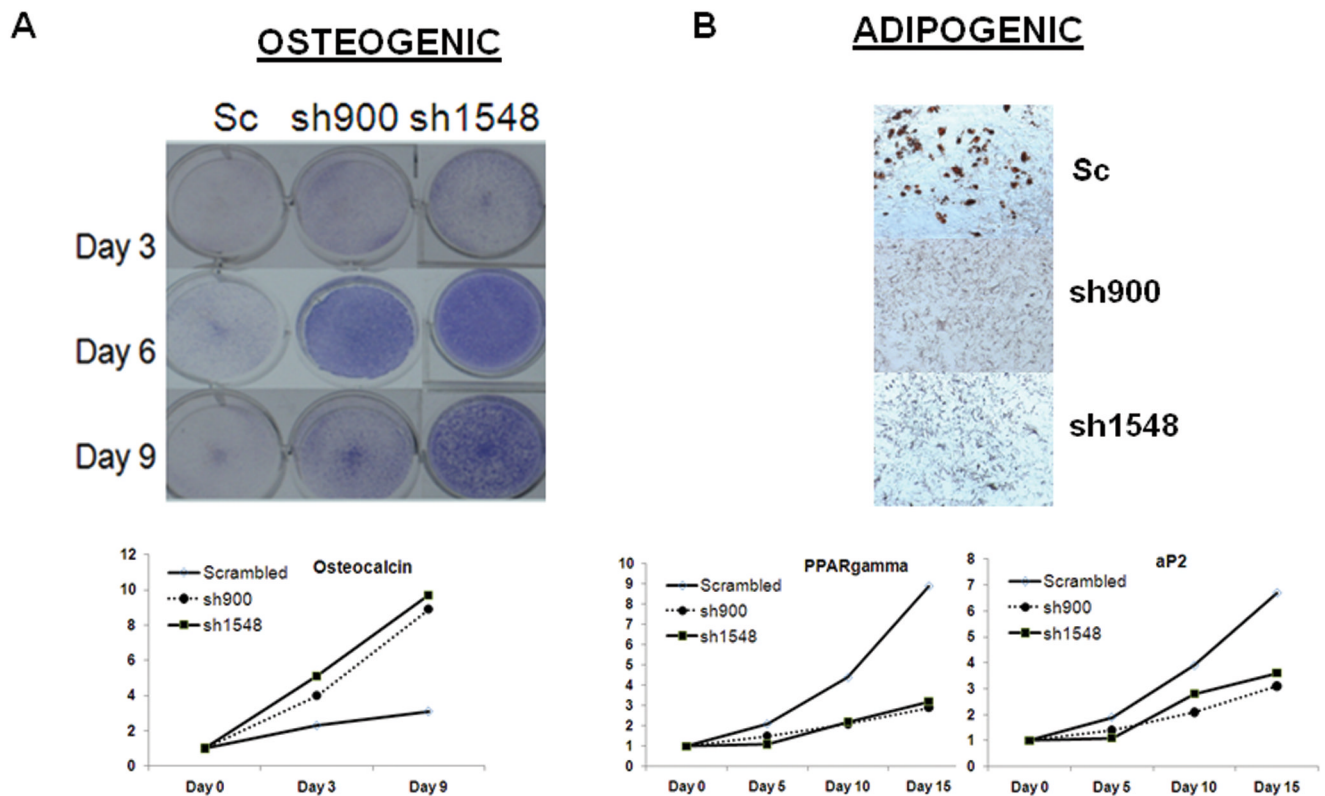 A
OSTEOGENIC
Sc sh900 sh1548
Day 3
Day 6
Day 9
12
10
8
6
4
2
0
Scrambled
sh900
sh1548
Osteocalcin
Day 0 Day 3 Day 9
B
ADIPOGENIC
Sc
sh900
sh1548
10
9
8
7
6
5
4
3
2
1
0
Scrambled
sh900
sh1548
PPARgamma
Day 0 Day 5 Day 10 Day 15
8
7
6
5
4
3
2
1
0
Scrambled
sh900
sh1548
aP2
Day 0 Day 5 Day 10 Day 15